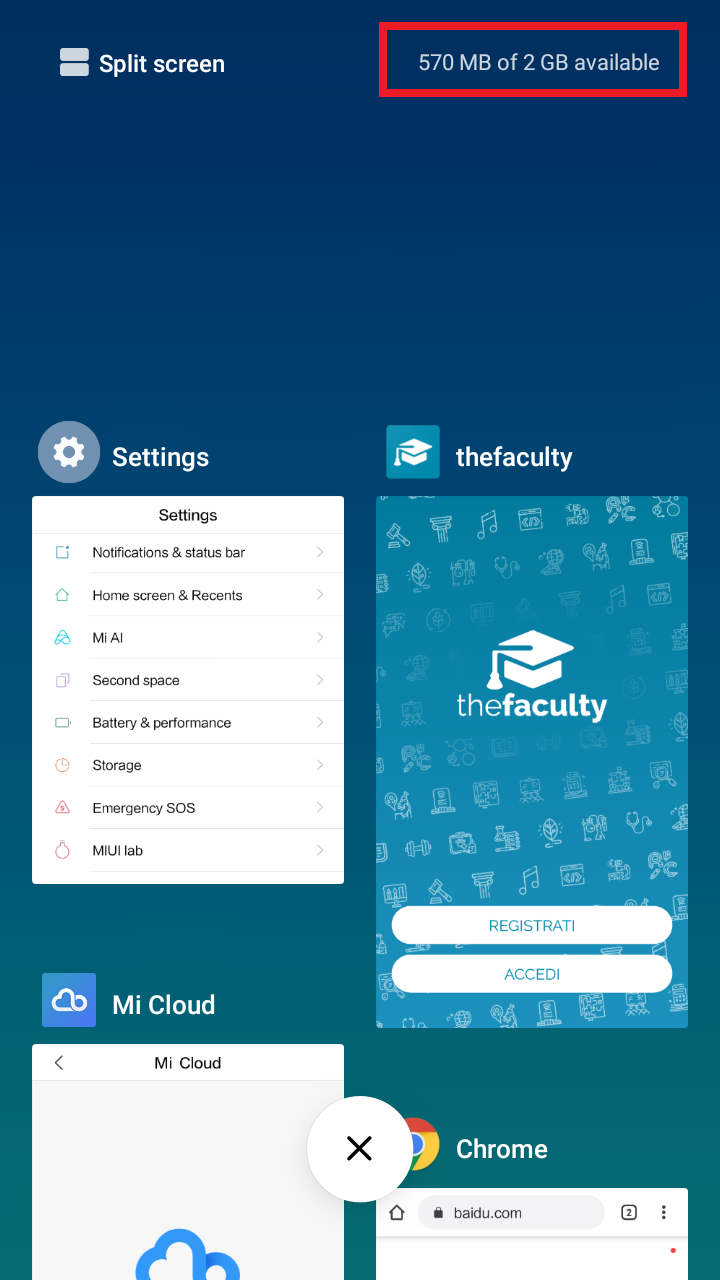 Split screen
570 MB of 2 GB available
Settings
Settings
Notifications & status bar
Home screen & Recents
Mi AI
Second space
Battery & performance
Storage
Emergency SOS
MIUI lab
thefaculty
thefaculty
REGISTRATI
ACCEDI
Mi Cloud
Mi Cloud
Chrome
baidu.com
2